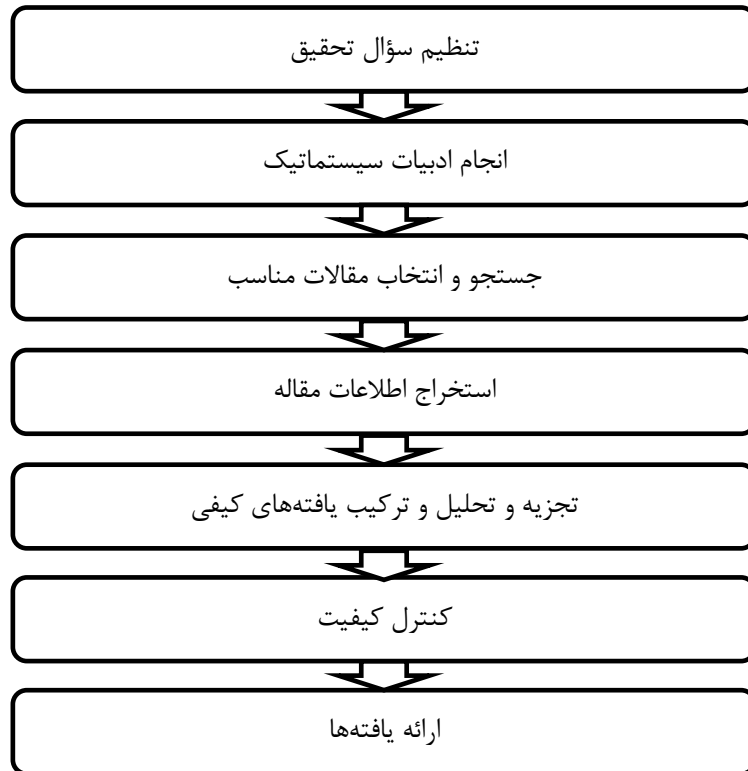 تنظیم سؤال تحقیق
انجام ادبیات سیستماتیک
جستجو و انتخاب مقالات مناسب
استخراج اطلاعات مقاله
تجزیه و تحلیل و ترکیب یافته‌های کیفی
کنترل کیفیت
ارائه یافته‌ها